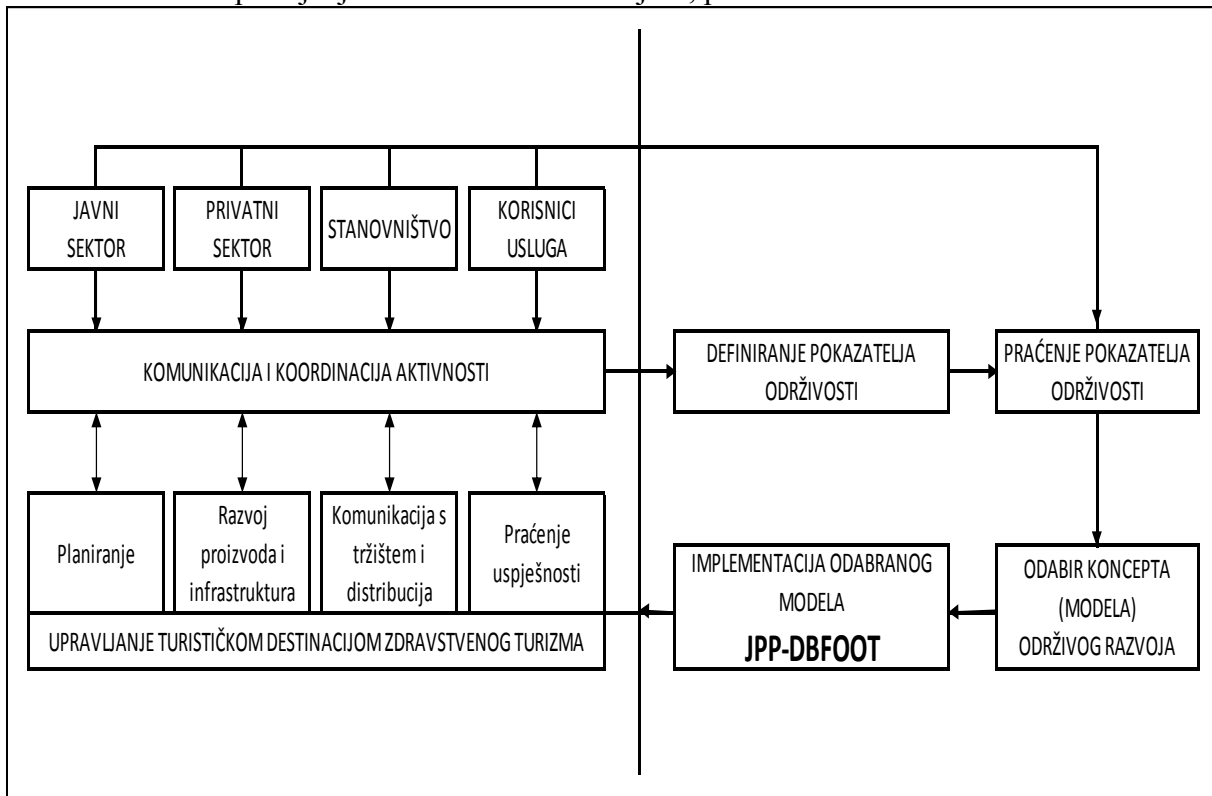 JAVNI
SEKTOR
PRIVATNI
SEKTOR
STANOVNIŠTVO
KORISNICI
USLUGA
KOMUNIKACIJA I KOORDINACIJA AKTIVNOSTI
DEFINIRANJE POKAZATELJA
ODRŽIVOSTI
PRAĆENJE POKAZATELJA
ODRŽIVOSTI
Planiranje
Razvoj
proizvoda i
infrastruktura
Komunikacija s
tržištem i
distribucija
Praćenje
uspješnosti
UPRAVLJANJE TURISTIČKOM DESTINACIJOM ZDRAVSTVENOG TURIZMA
IMPLEMENTACIJA ODABRANOG
MODELA
JPP-DBFOOT
ODABIR KONCEPTA
(MODELA)
ODRŽIVOG RAZVOJA